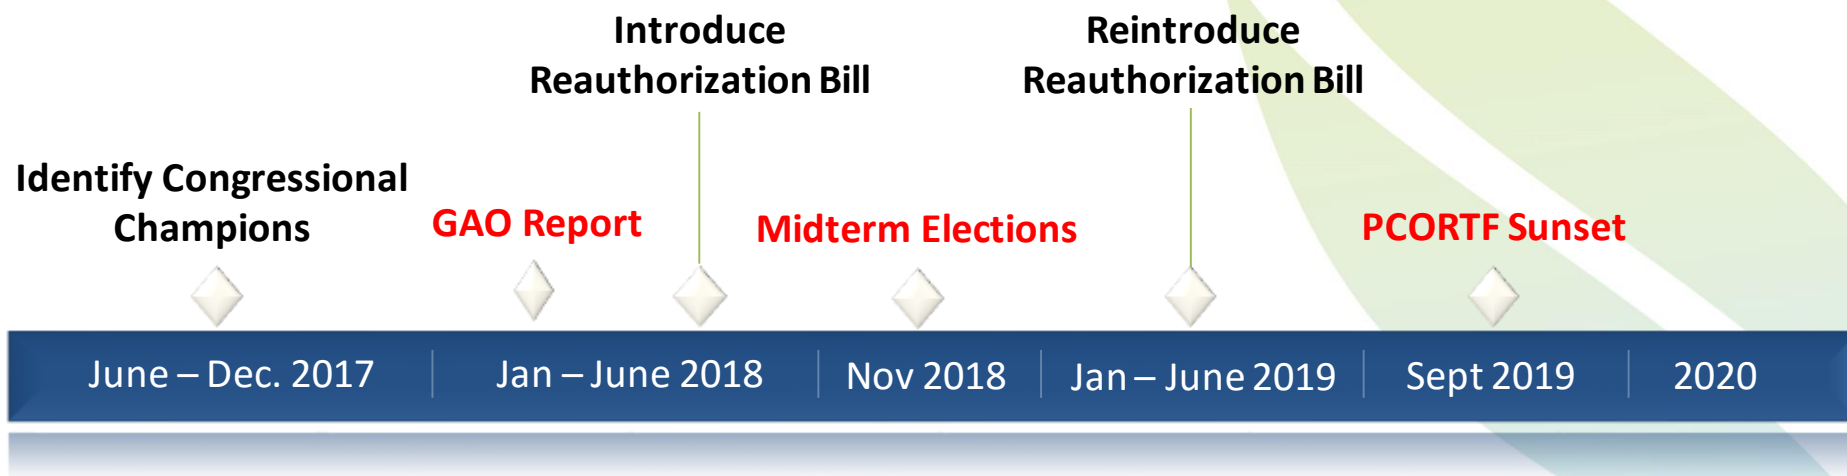 Introduce
Reauthorization Bill
Reintroduce
Reauthorization Bill
Identify Congressional
Champions
GAO Report
Midterm Elections
PCORTF Sunset
June – Dec. 2017
Jan – June 2018
Nov 2018
Jan – June 2019
Sept 2019
2020